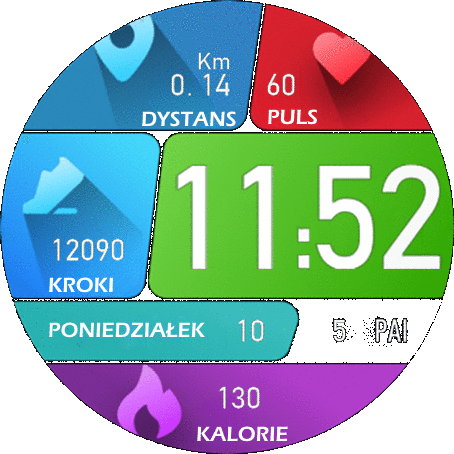 Km
0.14
DYSTANS
60
PULS
11:52
12090
KROKI
PONIEDZIAŁEK 10
5 PAI
130
KALORIE